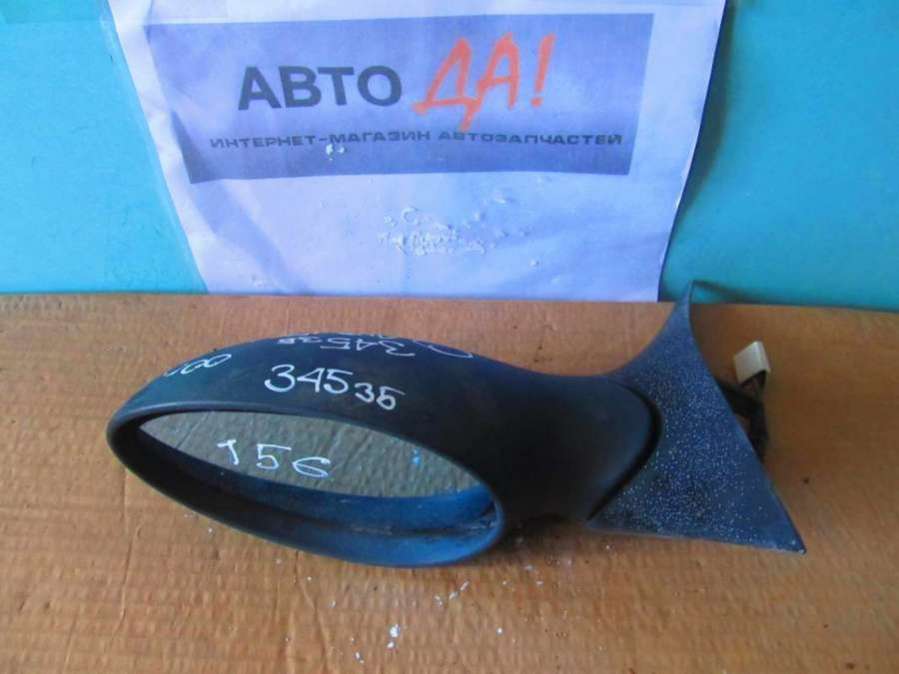 АВТО ДА!
ИНТЕРНЕТ-МАГАЗИН АВТОЗАПЧАСТЕЙ
34535
156